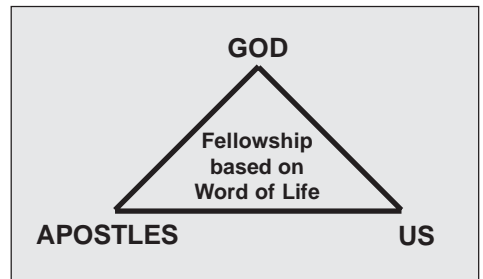 GOD
Fellowship
based on
Word of Life
APOSTLES US